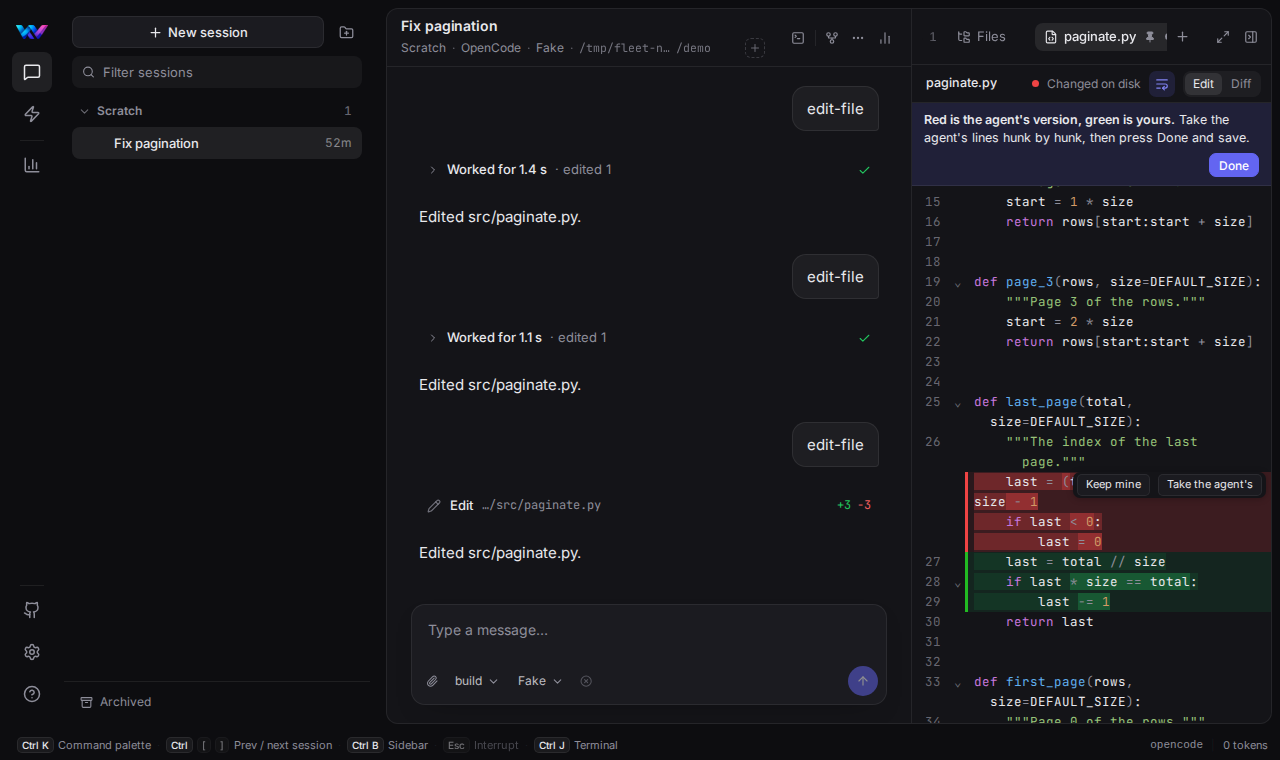 New session
Filter sessions
Scratch 1
Fix pagination 52m
Archived
Fix pagination
Scratch · OpenCode · Fake · /tmp/fleet-n… /demo
edit-file
Worked for 1.4 s · edited 1
Edited src/paginate.py.
edit-file
Worked for 1.1 s · edited 1
Edited src/paginate.py.
edit-file
Edit …/src/paginate.py +3 -3
Edited src/paginate.py.
Type a message...
build Fake
1 Files paginate.py
paginate.py Changed on disk Edit Diff
Red is the agent's version, green is yours. Take the
agent's lines hunk by hunk, then press Done and save.
Done
15 start = 1 * size
16 return rows[start:start + size]
17
18
19 def page_3(rows, size=DEFAULT_SIZE):
20 """Page 3 of the rows."""
21 start = 2 * size
22 return rows[start:start + size]
23
24
25 def last_page(total,
size=DEFAULT_SIZE):
26 """The index of the last
page."""
last = (
Keep mine Take the agent's
size - 1
if last < 0:
last = 0
27 last = total // size
28 if last * size == total:
29 last -= 1
30 return last
31
32
33 def first_page(rows,
size=DEFAULT_SIZE):
34 """Page 0 of the rows."""
Ctrl K Command palette Ctrl [ ] Prev / next session Ctrl B Sidebar Esc Interrupt Ctrl J Terminal opencode 0 tokens